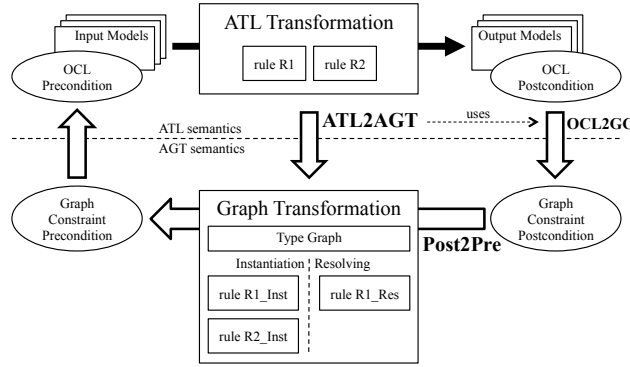 Input Models
OCL
Precondition
ATL Transformation
rule R1
rule R2
Output Models
OCL
Postcondition
ATL2AGT
uses
OCL2GC
ATL semantics
AGT semantics
Graph
Constraint
Precondition
Graph Transformation
Type Graph
Instantiation
Resolving
rule R1_Inst
rule R1_Res
rule R2_Inst
Post2Pre
Graph
Constraint
Postcondition